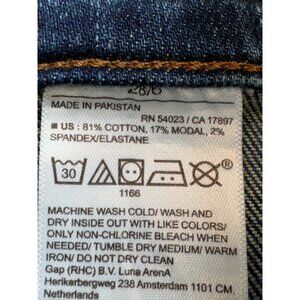 28/6
MADE IN PAKISTAN
RN 54023 / CA 17897
US : 81% COTTON, 17% MODAL, 2%
SPANDEX/ELASTANE
30
®
1166
MACHINE WASH COLD/ WASH AND
DRY INSIDE OUT WITH LIKE COLORS/
ONLY NON-CHLORINE BLEACH WHEN
NEEDED/ TUMBLE DRY MEDIUM/ WARM
IRON/ DO NOT DRY CLEAN
Gap (RHC) B.V. Luna ArenA
Herikerbergweg 238 Amsterdam 1101 CM,
Netherlands